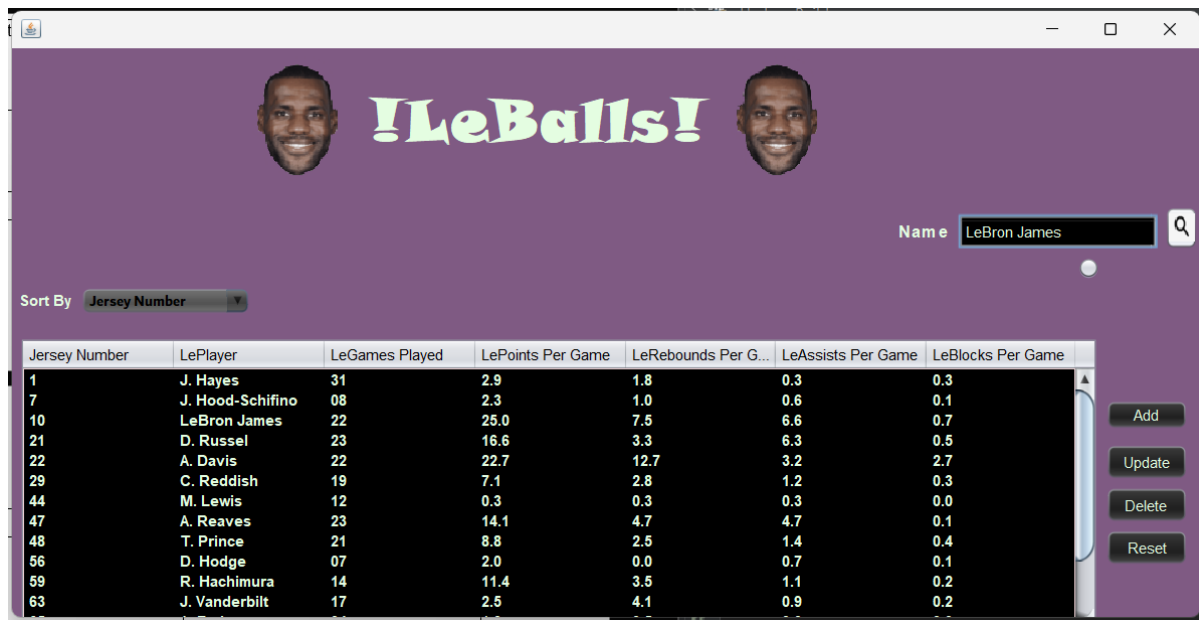 !LeBalls!
Name LeBron James
Sort By Jersey Number
Jersey Number LePlayer LeGames Played LePoints Per Game LeRebounds Per G... LeAssists Per Game LeBlocks Per Game
1 J. Hayes 31 2.9 1.8 0.3 0.3
7 J. Hood-Schifino 08 2.3 1.0 0.6 0.1
10 LeBron James 22 25.0 7.5 6.6 0.7
21 D. Russel 23 16.6 3.3 6.3 0.5
22 A. Davis 22 22.7 12.7 3.2 2.7
29 C. Reddish 19 7.1 2.8 1.2 0.3
44 M. Lewis 12 0.3 0.3 0.3 0.0
47 A. Reaves 23 14.1 4.7 4.7 0.1
48 T. Prince 21 8.8 2.5 1.4 0.4
56 D. Hodge 07 2.0 0.0 0.7 0.1
59 R. Hachimura 14 11.4 3.5 1.1 0.2
63 J. Vanderbilt 17 2.5 4.1 0.9 0.2
Add
Update
Delete
Reset